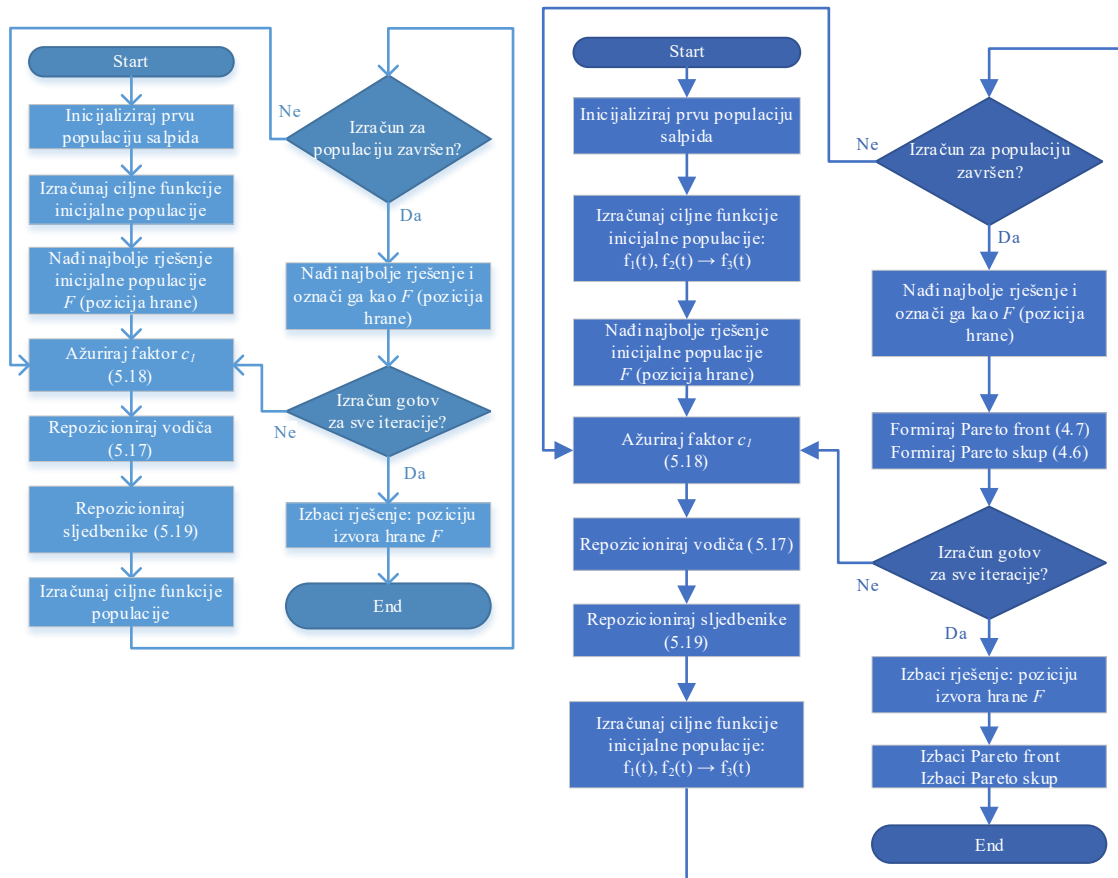 Start
Inicijaliziraj prvu
populaciju salpida
Izračunaj ciljne funkcije
inicijalne populacije
Nađi najbolje rješenje
inicijalne populacije
F (pozicija hrane)
Ažuriraj faktor c₁
(5.18)
Repozicioniraj vodiča
(5.17)
Repozicioniraj
sljedbenike (5.19)
Izračunaj ciljne funkcije
populacije
Ne
Izračun za
populaciju završen?
Da
Nađi najbolje rješenje i
označi ga kao F (pozicija
hrane)
Izračun gotov
za sve iteracije?
Ne
Da
Izbaci rješenje: poziciju
izvora hrane F
End
Start
Inicijaliziraj prvu populaciju
salpida
Izračunaj ciljne funkcije
inicijalne populacije:
f₁(t), f₂(t) → f₃(t)
Nađi najbolje rješenje
inicijalne populacije
F (pozicija hrane)
Ažuriraj faktor c₁
(5.18)
Repozicioniraj vodiča (5.17)
Repozicioniraj sljedbenike
(5.19)
Izračunaj ciljne funkcije
inicijalne populacije:
f₁(t), f₂(t) → f₃(t)
Ne
Izračun za populaciju
završen?
Da
Nađi najbolje rješenje i
označi ga kao F (pozicija
hrane)
Formiraj Pareto front (4.7)
Formiraj Pareto skup (4.6)
Izračun gotov
za sve iteracije?
Ne
Da
Izbaci rješenje: poziciju
izvora hrane F
Izbaci Pareto front
Izbaci Pareto skup
End